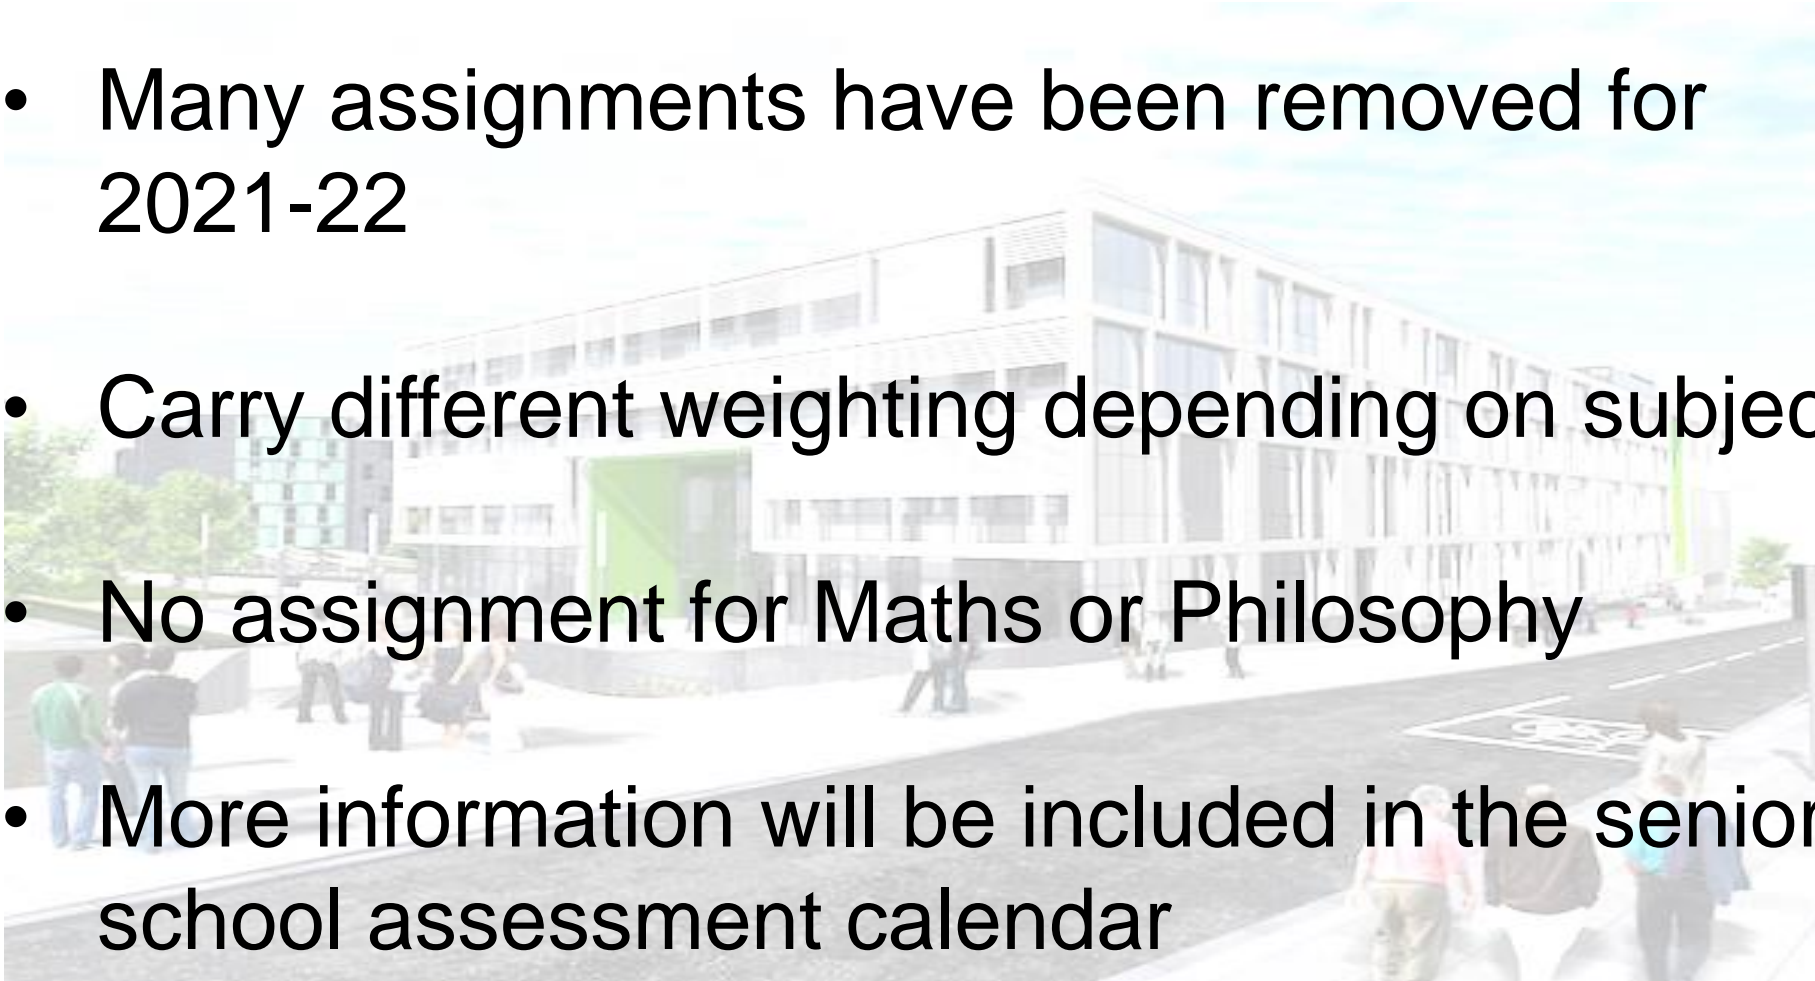 • Many assignments have been removed for
2021-22
• Carry different weighting depending on subjec
• No assignment for Maths or Philosophy
• More information will be included in the senior
school assessment calendar